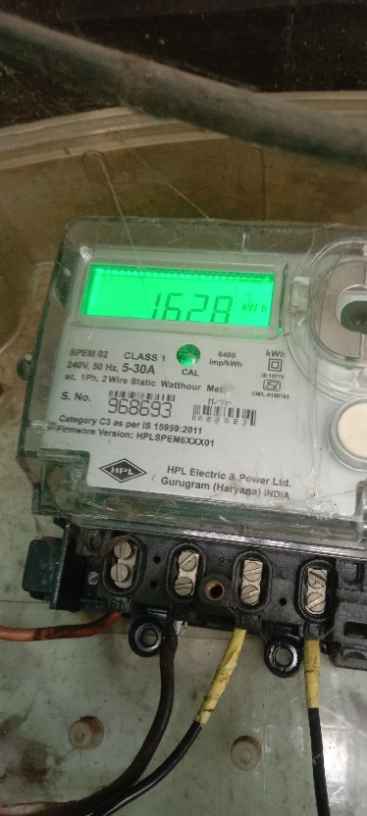 1628 kWh
SPEM 02 CLASS 1 6400 kWh
240V, 50 Hz, 5-30A CAL imp/kWh
ac, 1Ph, 2 Wire Static Watthour Meter
IS:13779
S. No. 968693
Category C3 as per IS 15959:2011
Firmware Version: HPLSPEM6XXX01
HPL
HPL Electric & Power Ltd.
Gurugram (Haryana) INDIA